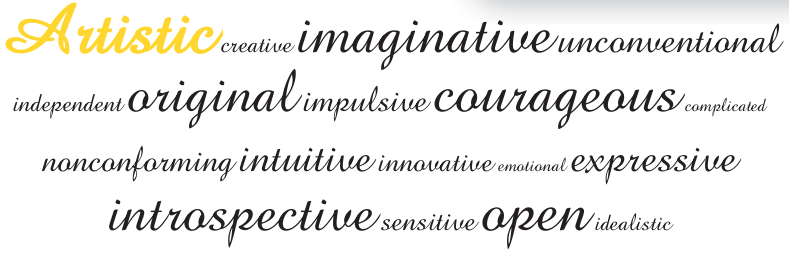 Artistic creative imaginative unconventional
independent original impulsive courageous complicated
nonconforming intuitive innovative emotional expressive
introspective sensitive open idealistic